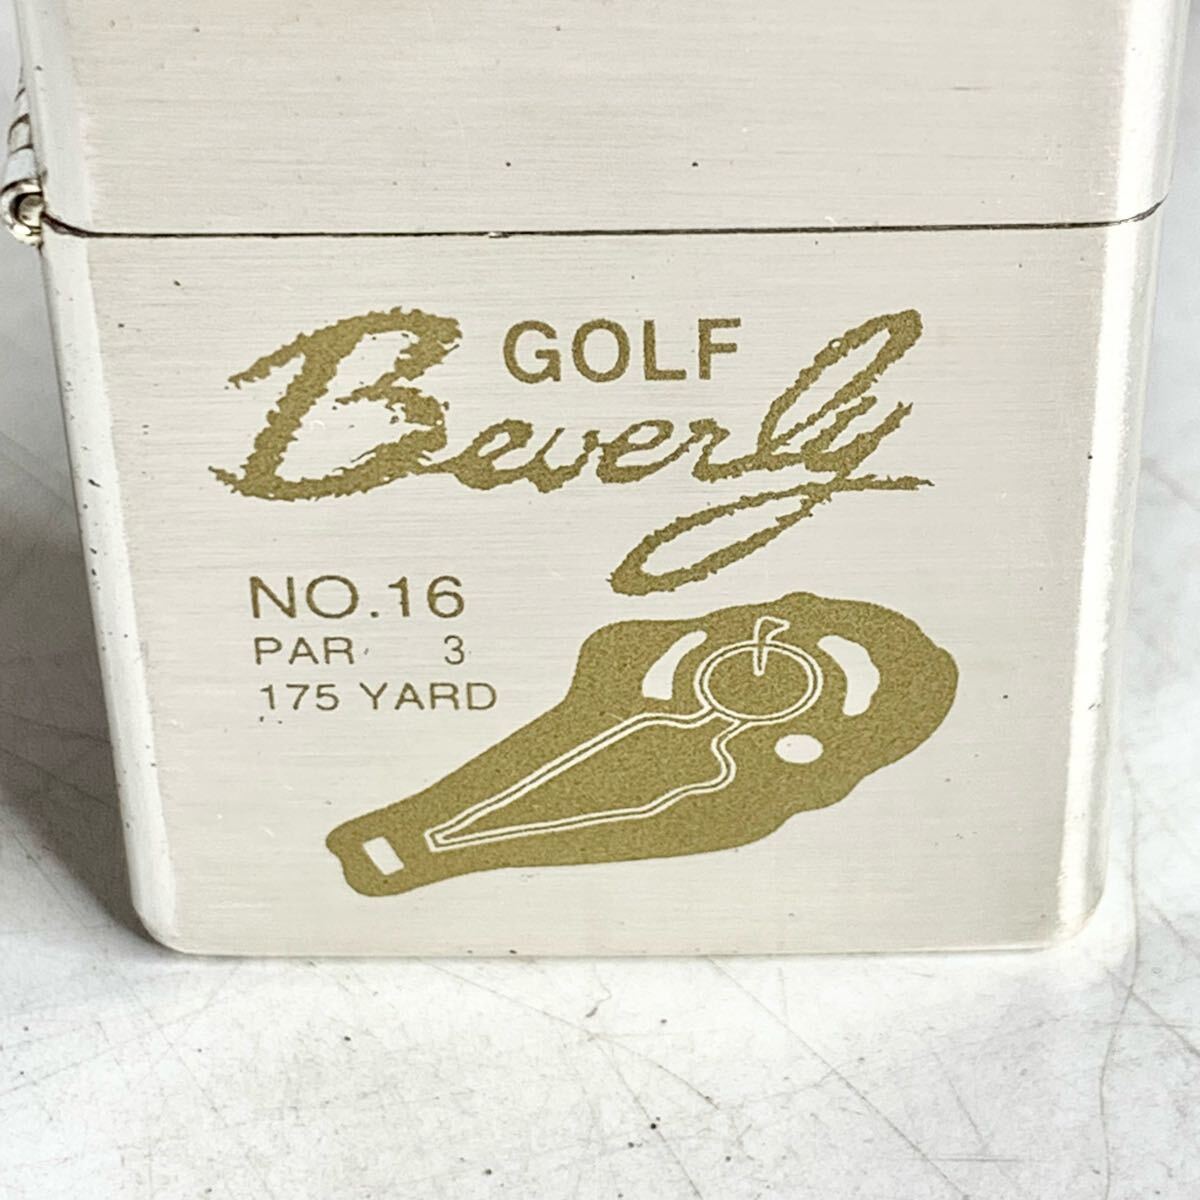 GOLF
Beverly
NO.16
PAR 3
175 YARD